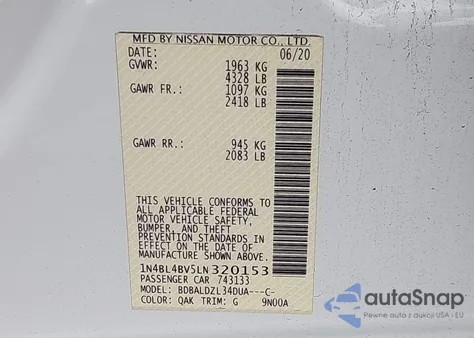 MFD BY NISSAN MOTOR CO., LTD.
DATE: 06/20
GVWR: 1963 KG
4328 LB
GAWR FR.: 1097 KG
2418 LB
GAWR RR.: 945 KG
2083 LB
THIS VEHICLE CONFORMS TO
ALL APPLICABLE FEDERAL
MOTOR VEHICLE SAFETY,
BUMPER, AND THEFT
PREVENTION STANDARDS IN
EFFECT ON THE DATE OF
MANUFACTURE SHOWN ABOVE.
1N4BL4BV5LN320153
PASSENGER CAR 743133
MODEL: BDBALDZL34DUA---C-
COLOR: QAK TRIM: G 9N00A
autoSnap
Pewne auta z aukcji USA i EU